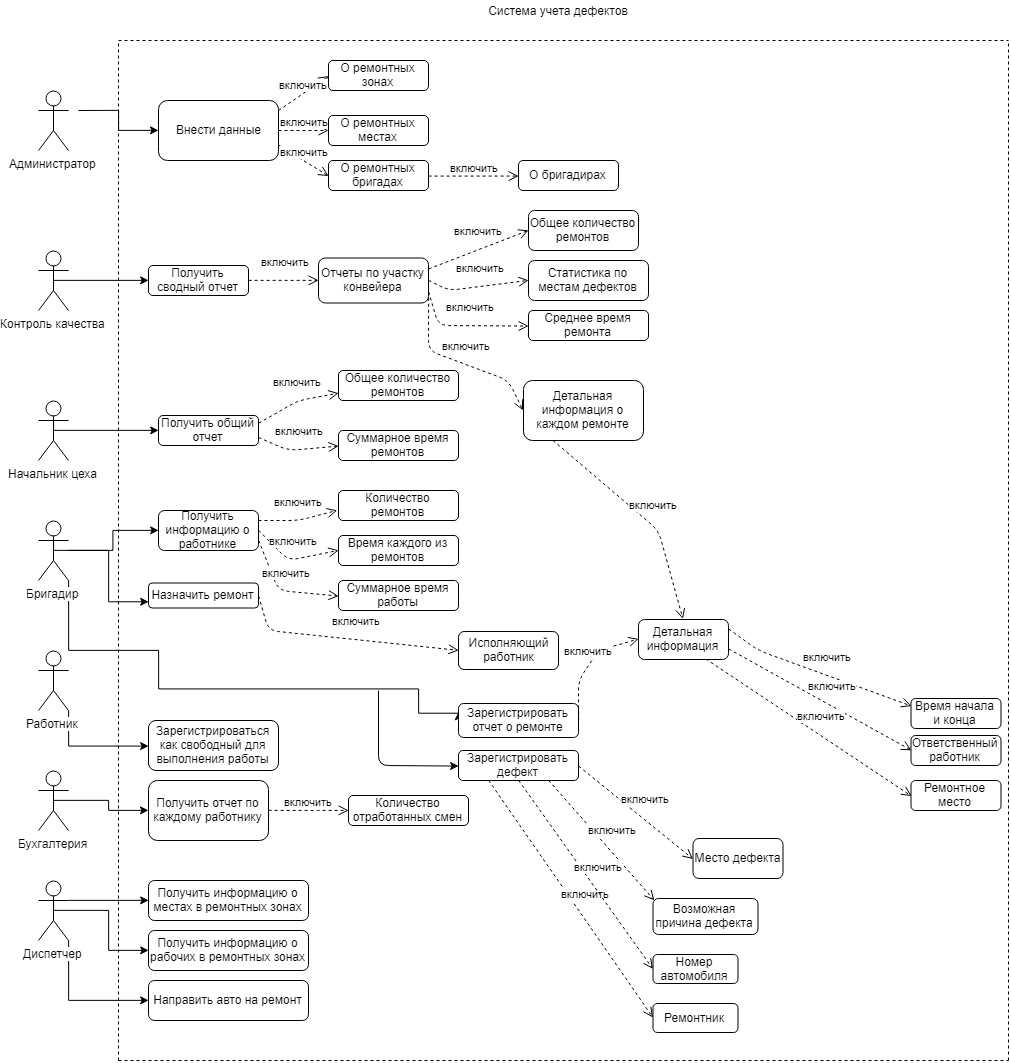 Система учета дефектов
Администратор
Внести данные
включить
О ремонтных
зонах
включить
О ремонтных
местах
включить
О ремонтных
бригадах
включить
О бригадирах
Контроль качества
Получить
сводный отчет
включить
Отчеты по участку
конвейера
включить
Общее количество
ремонтов
включить
Статистика по
местам дефектов
включить
Среднее время
ремонта
включить
Детальная
информация о
каждом ремонте
включить
Начальник цеха
Получить общий
отчет
включить
Общее количество
ремонтов
включить
Суммарное время
ремонтов
Бригадир
Получить
информацию о
работнике
включить
Количество
ремонтов
включить
Время каждого из
ремонтов
включить
Суммарное время
работы
Назначить ремонт
включить
Исполняющий
работник
включить
Детальная
информация
включить
Время начала
и конца
включить
Ответственный
работник
включить
Ремонтное
место
Работник
Зарегистрироваться
как свободный для
выполнения работы
Зарегистрировать
отчет о ремонте
Зарегистрировать
дефект
включить
Место дефекта
включить
Возможная
причина дефекта
включить
Номер
автомобиля
включить
Ремонтник
Бухгалтерия
Получить отчет по
каждому работнику
включить
Количество
отработанных смен
Диспетчер
Получить информацию о
местах в ремонтных зонах
Получить информацию о
рабочих в ремонтных зонах
Направить авто на ремонт